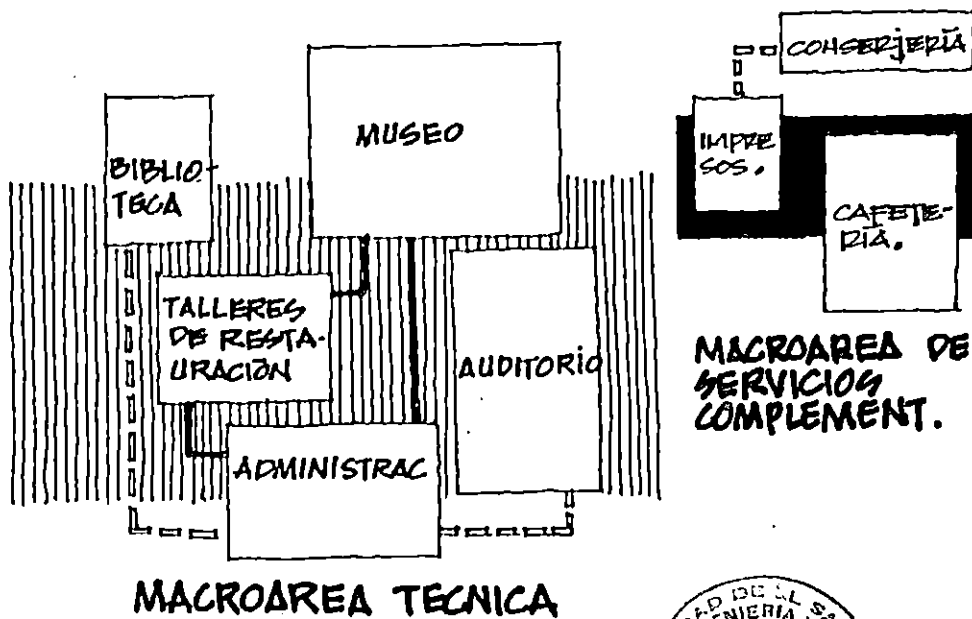 CONSERJERÍA
MUSEO
IMPRE
SOS.
BIBLIO-
TECA
CAFETE-
RÍA.
TALLERES
DE RESTA-
URACIÓN
AUDITORIO
MACROAREA DE
SERVICIOS
COMPLEMENT.
ADMINISTRAC
MACROAREA TECNICA